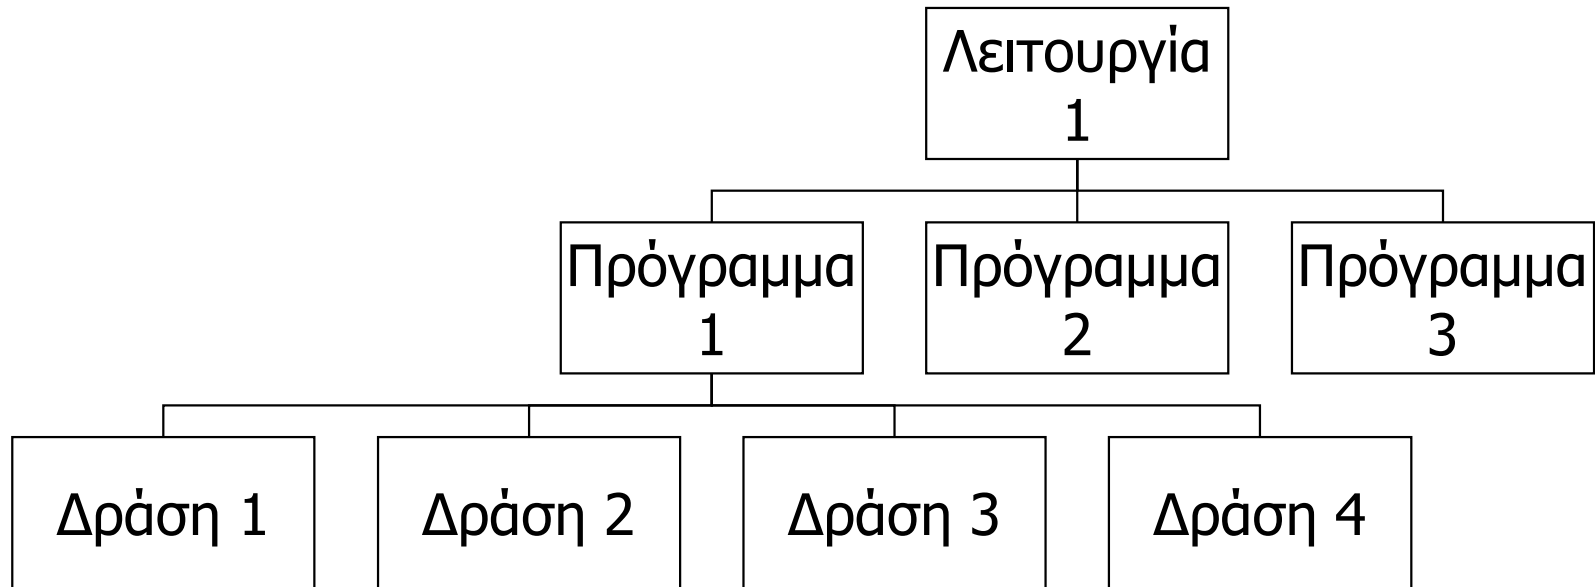 Λειτουργία
1
Πρόγραμμα
1
Πρόγραμμα
2
Πρόγραμμα
3
Δράση 1
Δράση 2
Δράση 3
Δράση 4